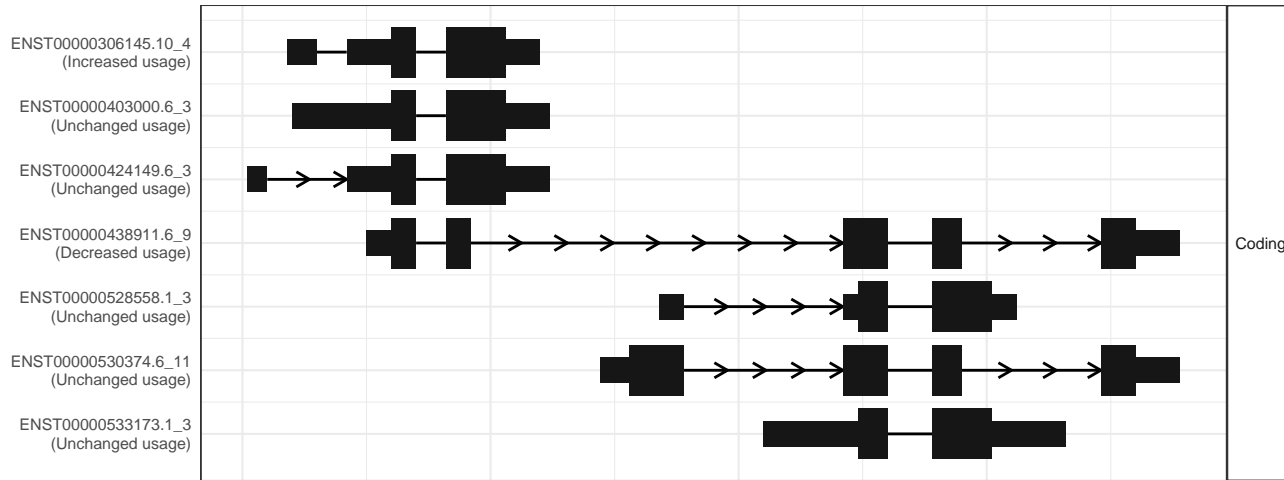 ENST00000306145.10_4
(Increased usage)
ENST00000403000.6_3
(Unchanged usage)
ENST00000424149.6_3
(Unchanged usage)
ENST00000438911.6_9
(Decreased usage)
Coding
ENST00000528558.1_3
(Unchanged usage)
ENST00000530374.6_11
(Unchanged usage)
ENST00000533173.1_3
(Unchanged usage)